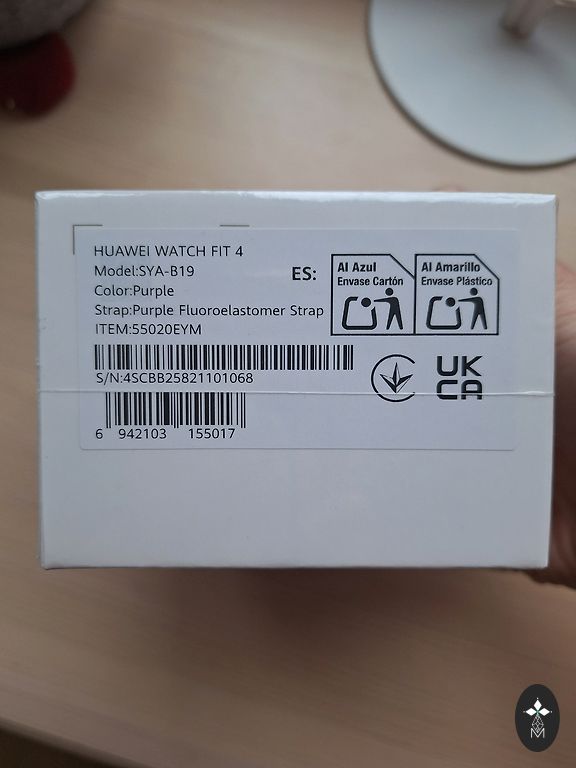 HUAWEI WATCH FIT 4
Model:SYA-B19
Color:Purple
Strap:Purple Fluoroelastomer Strap
ITEM:55020EYM
S/N:4SCBB25821101068
6 942103 155017
ES:
Al Azul
Envase Cartón
Al Amarillo
Envase Plástico
UK
CA
M